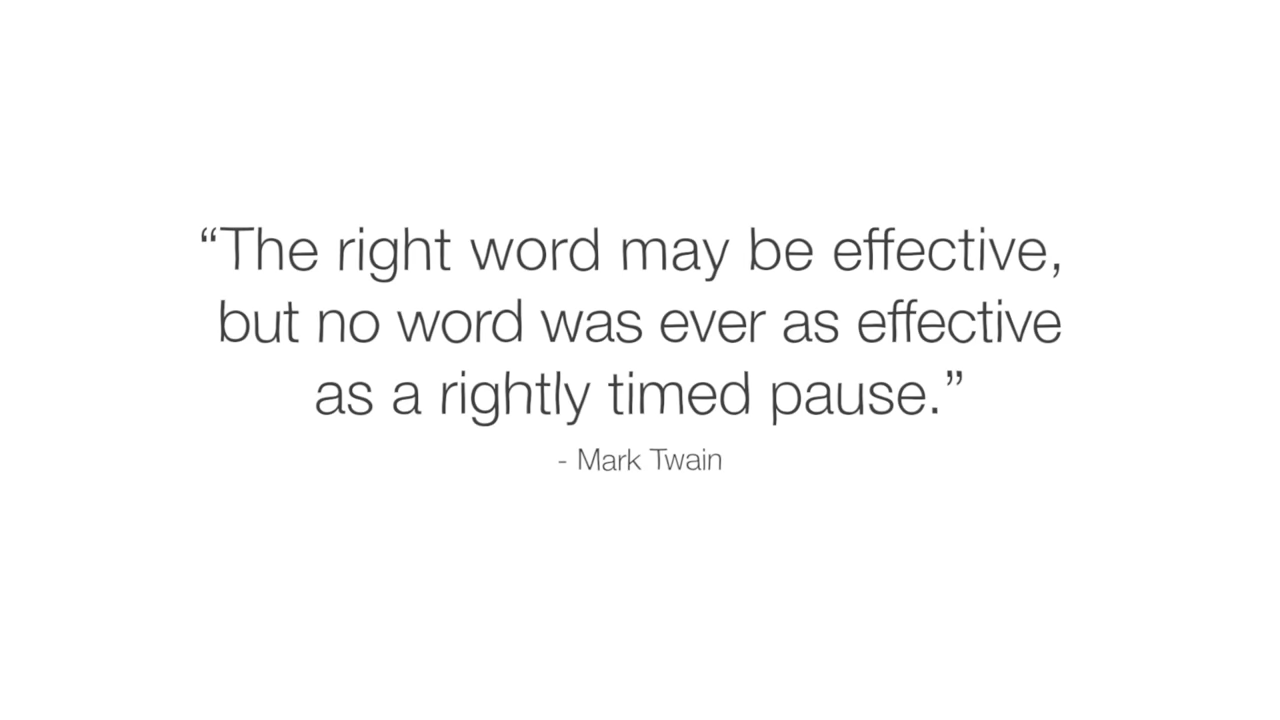 “The right word may be effective,
but no word was ever as effective
as a rightly timed pause.”
- Mark Twain